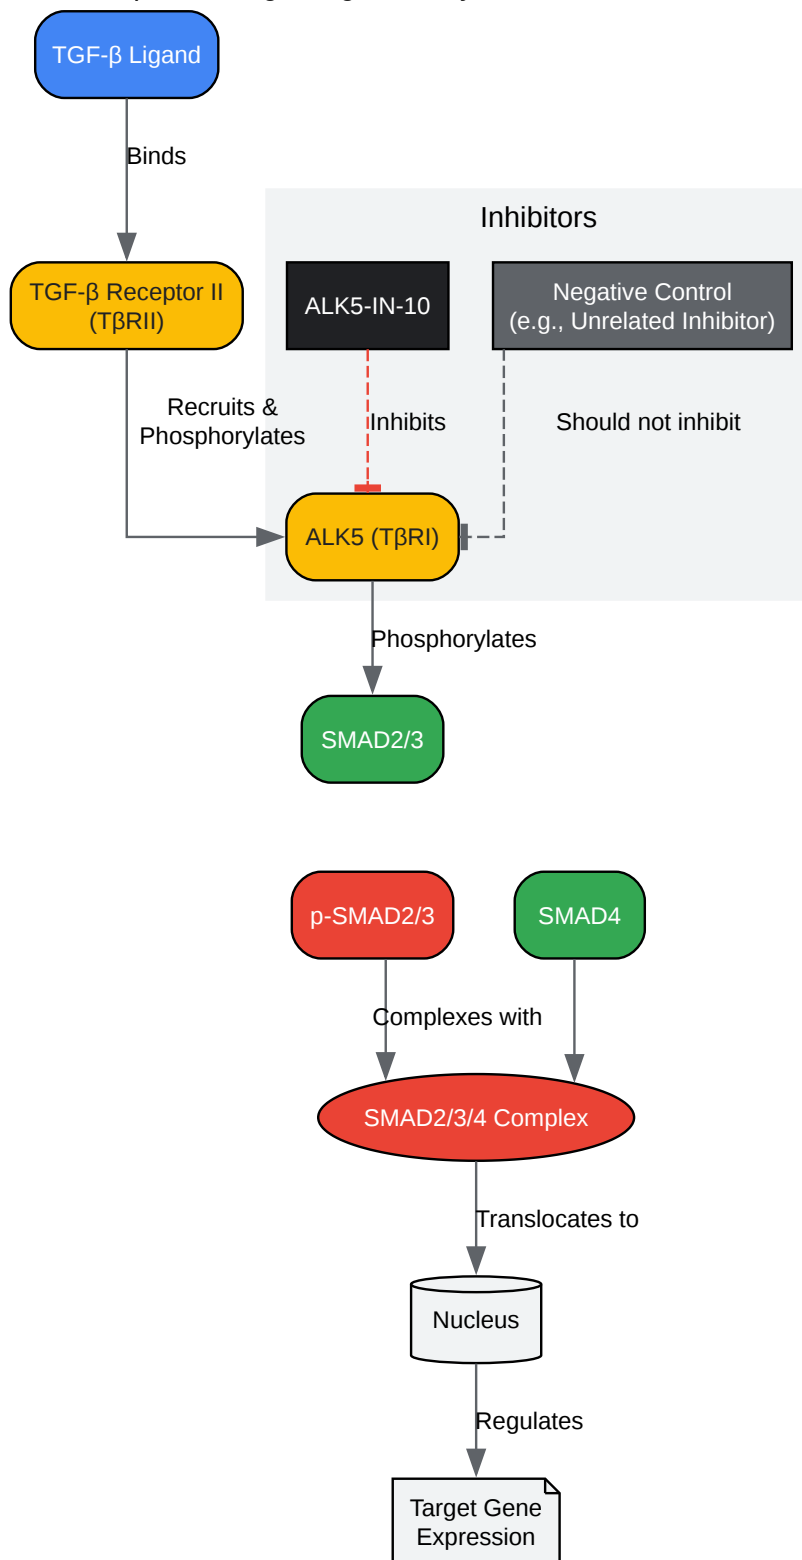 TGF-β Ligand
Binds
Inhibitors
TGF-β Receptor II
(TβRII)
ALK5-IN-10
Negative Control
(e.g., Unrelated Inhibitor)
Recruits &
Phosphorylates
Inhibits
Should not inhibit
ALK5 (TβRI)
Phosphorylates
SMAD2/3
p-SMAD2/3
SMAD4
Complexes with
SMAD2/3/4 Complex
Translocates to
Nucleus
Regulates
Target Gene
Expression